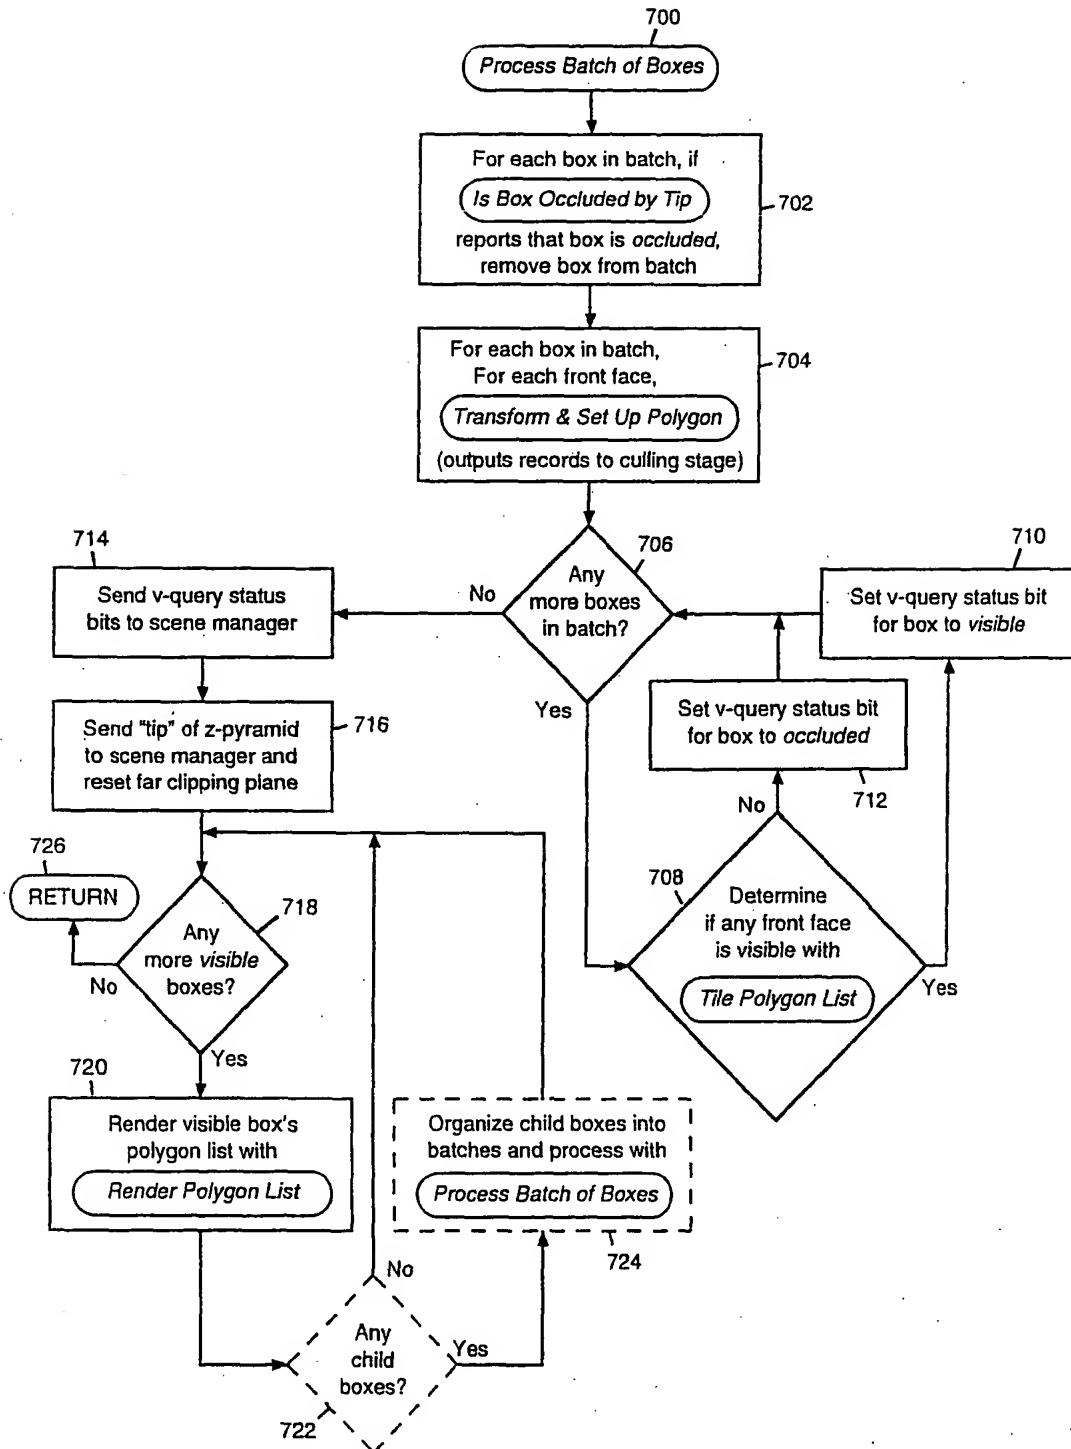 700
Process Batch of Boxes
For each box in batch, if
Is Box Occluded by Tip
reports that box is occluded,
remove box from batch
702
For each box in batch,
For each front face,
Transform & Set Up Polygon
(outputs records to culling stage)
704
706
Any
more boxes
in batch?
No
Yes
714
Send v-query status
bits to scene manager
710
Set v-query status bit
for box to visible
Set v-query status bit
for box to occluded
712
Send "tip" of z-pyramid
to scene manager and
reset far clipping plane
716
No
708
Determine
if any front face
is visible with
Tile Polygon List
Yes
726
RETURN
718
Any
more visible
boxes?
No
Yes
720
Render visible box's
polygon list with
Render Polygon List
Organize child boxes into
batches and process with
Process Batch of Boxes
724
No
Any
child
boxes?
Yes
722